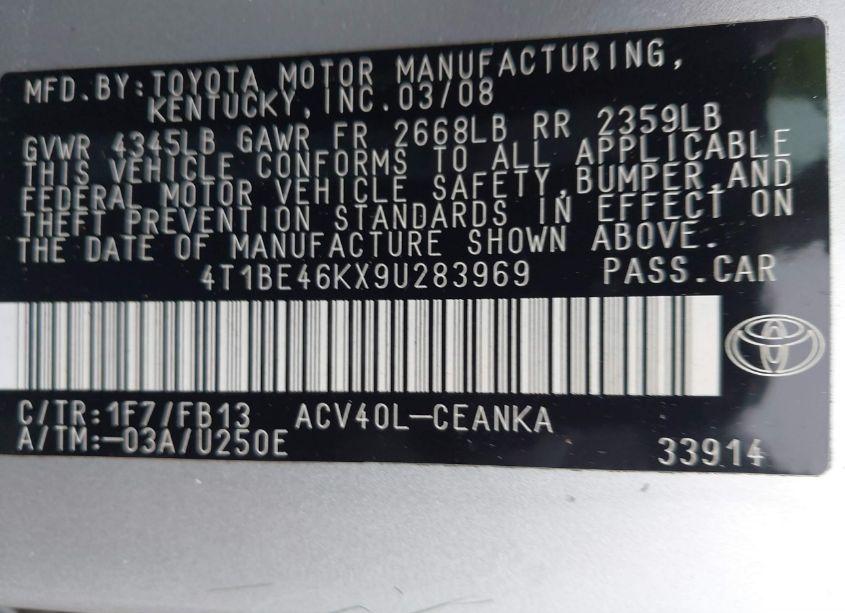 MFD.BY:TOYOTA MOTOR MANUFACTURING,
KENTUCKY,INC.03/08
GVWR 4345LB GAWR FR 2668LB RR 2359LB
THIS VEHICLE CONFORMS TO ALL APPLICABLE
FEDERAL MOTOR VEHICLE SAFETY,BUMPER,AND
THEFT PREVENTION STANDARDS IN EFFECT ON
THE DATE OF MANUFACTURE SHOWN ABOVE.
4T1BE46KX9U283969 PASS.CAR
C/TR:1F7/FB13 ACV40L-CEANKA
A/TM:-03A/U250E
33914